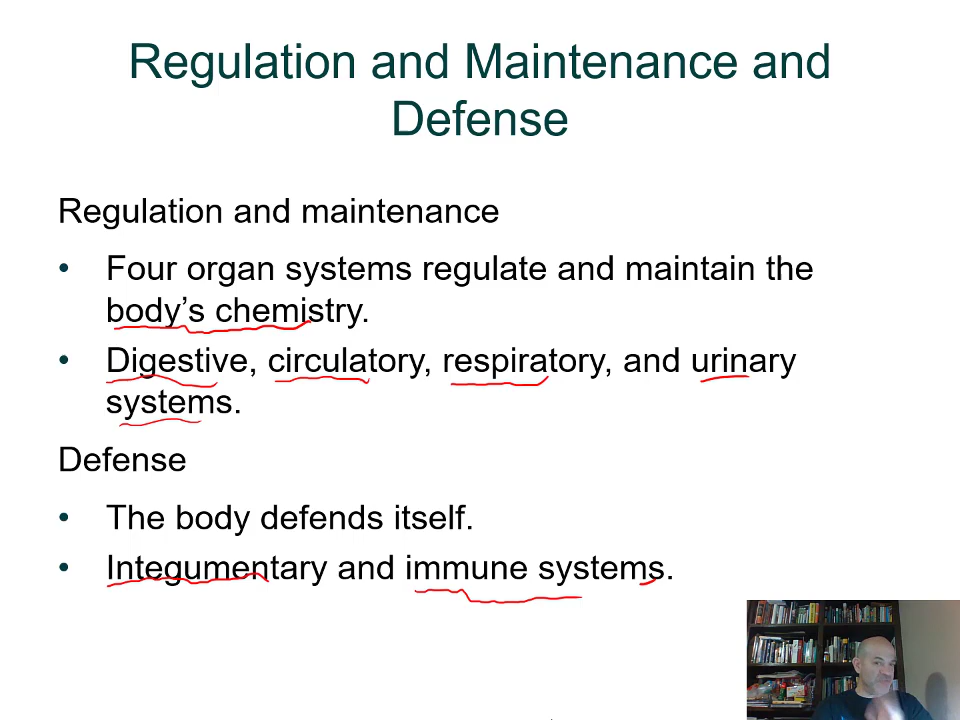 Regulation and Maintenance and
Defense
Regulation and maintenance
• Four organ systems regulate and maintain the
body’s chemistry.
• Digestive, circulatory, respiratory, and urinary
systems.
Defense
• The body defends itself.
• Integumentary and immune systems.